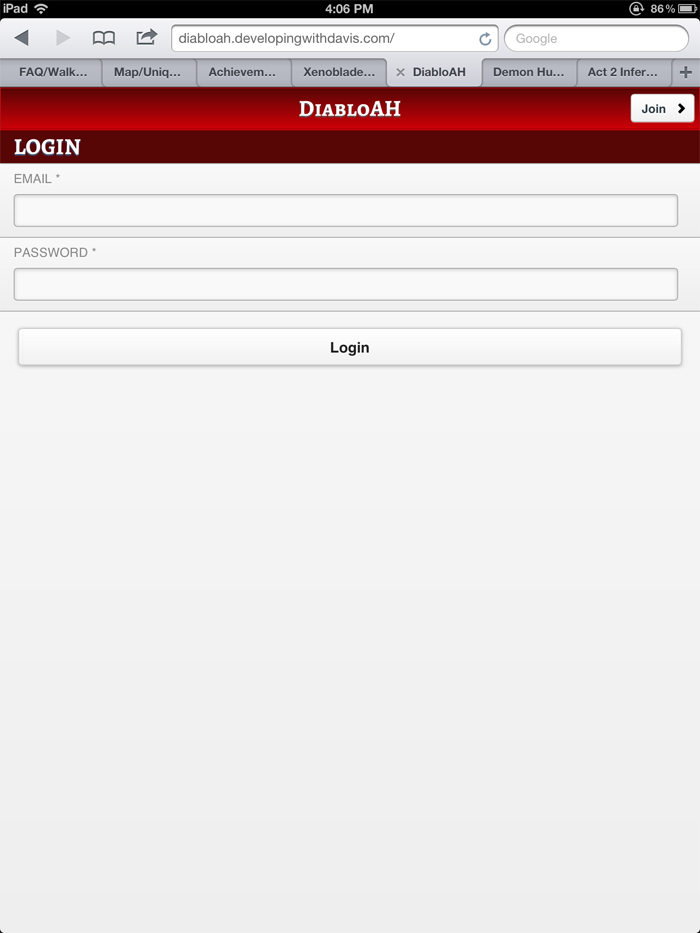 iPad 4:06 PM 86%
diabloah.developingwithdavis.com/ Google
FAQ/Walk... Map/Uniq... Achievem... Xenoblade... DiabloAH Demon Hu... Act 2 Infer...
DiabloAH Join
LOGIN
EMAIL *
PASSWORD *
Login